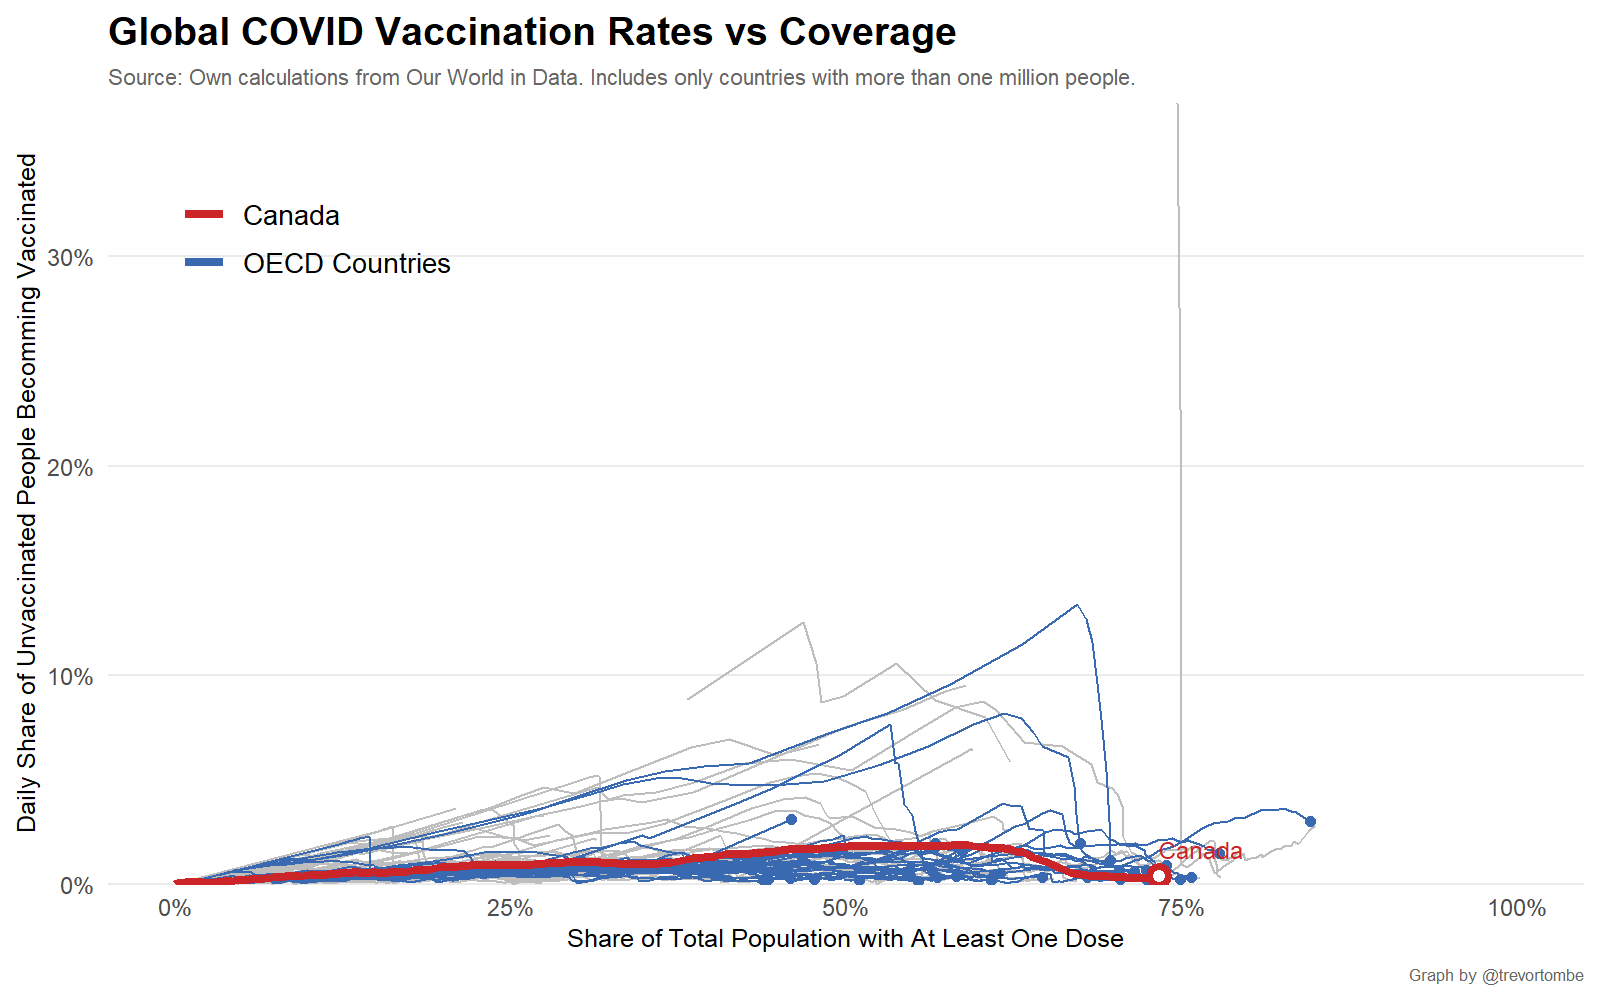 Global COVID Vaccination Rates vs Coverage
Source: Own calculations from Our World in Data. Includes only countries with more than one million people.
Daily Share of Unvaccinated People Becomming Vaccinated
Canada
OECD Countries
30%
20%
10%
0%
Canada
0%
25%
50%
75%
100%
Share of Total Population with At Least One Dose
Graph by @trevortombe